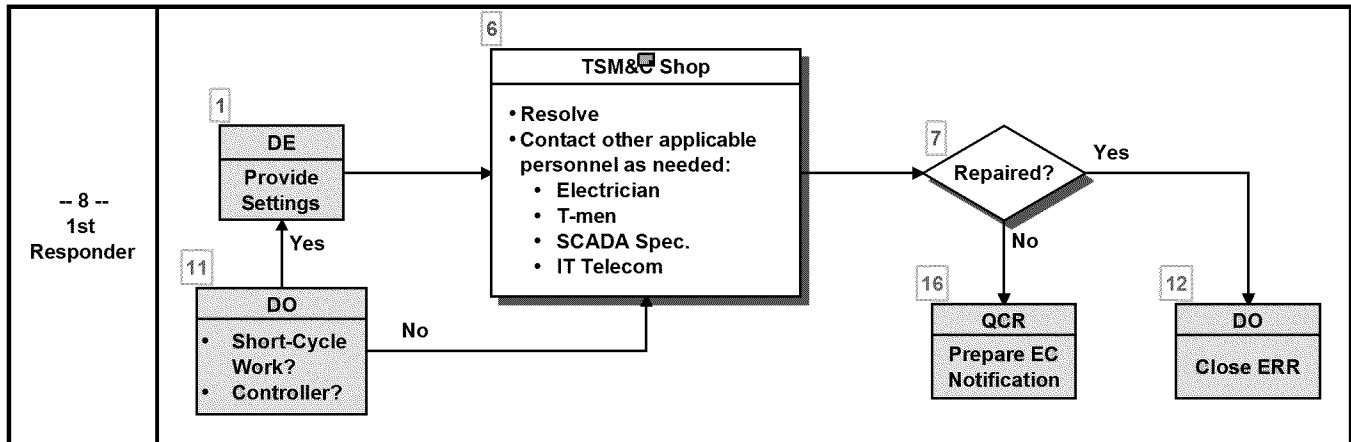 -- 8 --
1st
Responder
11
DO
• Short-Cycle
Work?
• Controller?
Yes
No
1
DE
Provide
Settings
6
TSM&C Shop
• Resolve
• Contact other applicable
personnel as needed:
• Electrician
• T-men
• SCADA Spec.
• IT Telecom
7
Repaired?
Yes
No
16
QCR
Prepare EC
Notification
12
DO
Close ERR